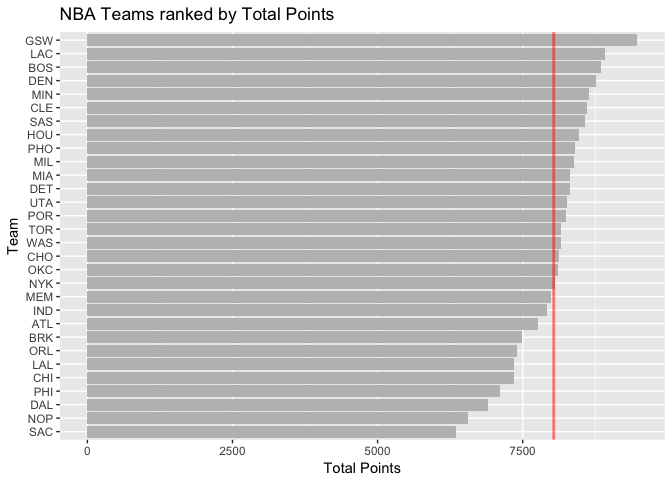 NBA Teams ranked by Total Points
GSW
LAC
BOS
DEN
MIN
CLE
SAS
HOU
PHO
MIL
MIA
DET
UTA
POR
TOR
WAS
CHO
OKC
NYK
MEM
IND
ATL
BRK
ORL
LAL
CHI
PHI
DAL
NOP
SAC
Team
0 2500 5000 7500
Total Points